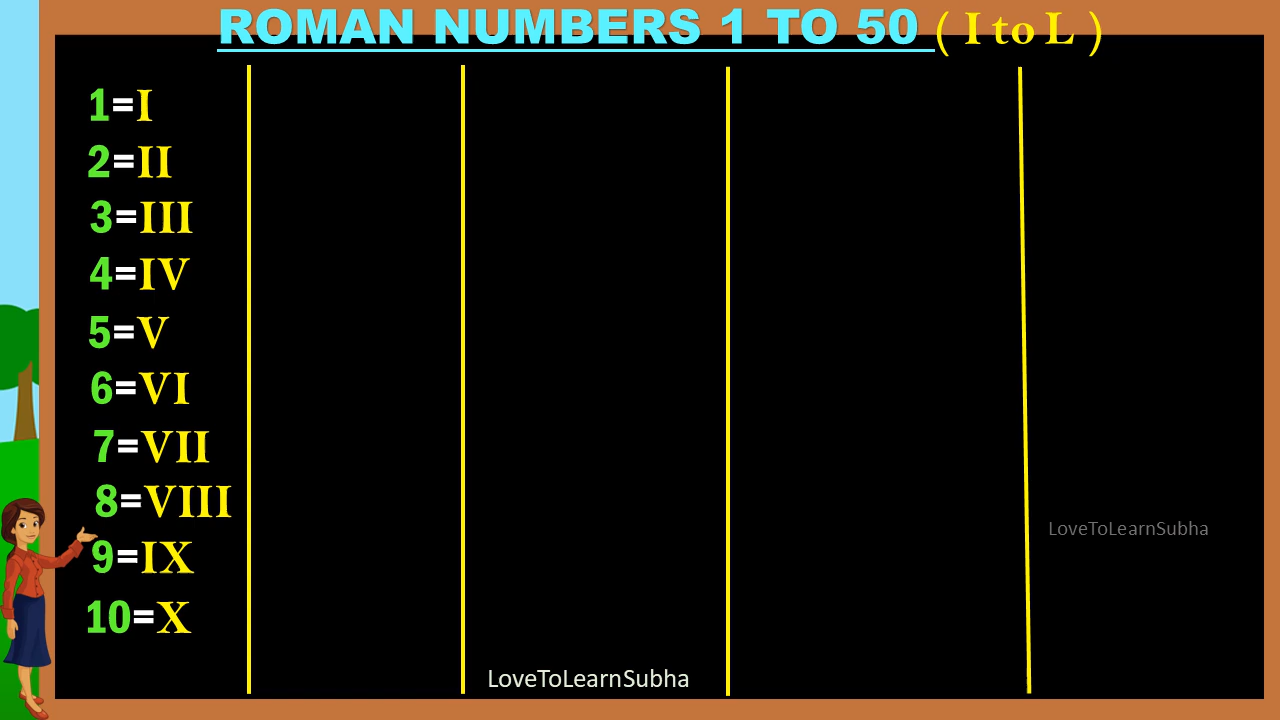 ROMAN NUMBERS 1 TO 50 ( I to L )
1=I
2=II
3=III
4=IV
5=V
6=VI
7=VII
8=VIII
9=IX
10=X
LoveToLearnSubha
LoveToLearnSubha